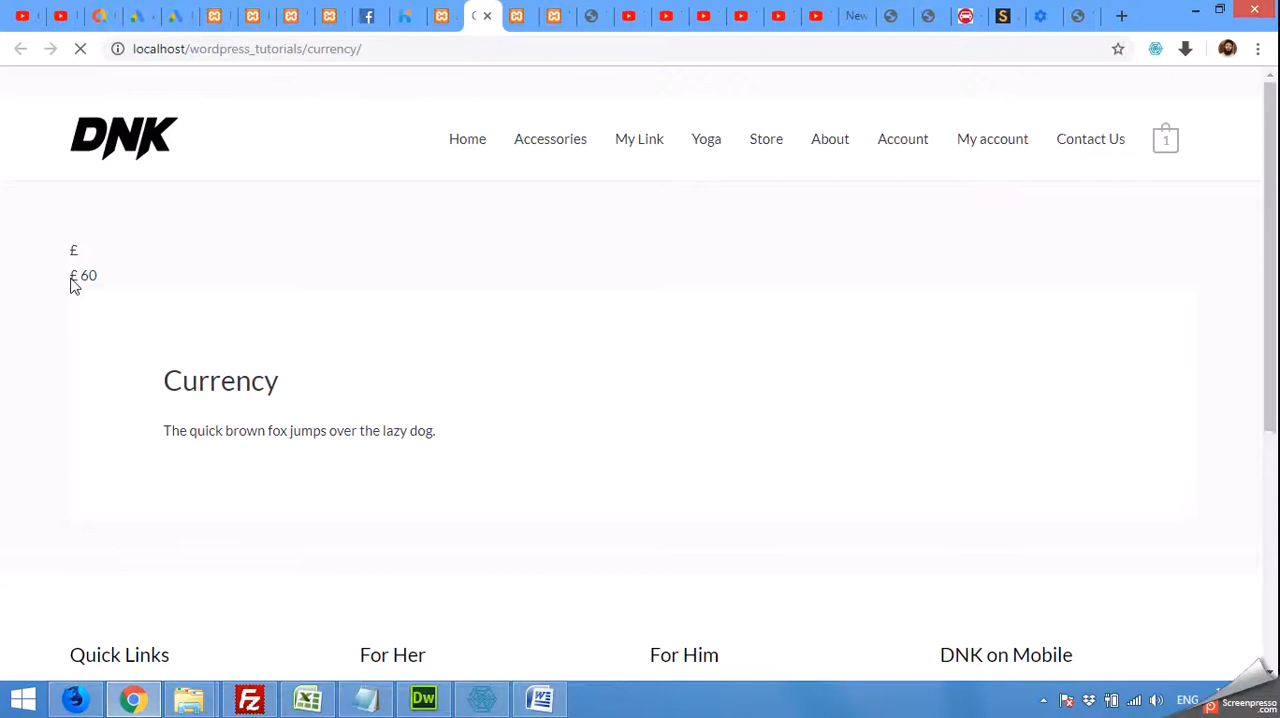 New
localhost/wordpress_tutorials/currency/
DNK
Home Accessories My Link Yoga Store About Account My account Contact Us 1
£
£ 60
Currency
The quick brown fox jumps over the lazy dog.
Quick Links For Her For Him DNK on Mobile
ENG
Screenpresso
.com